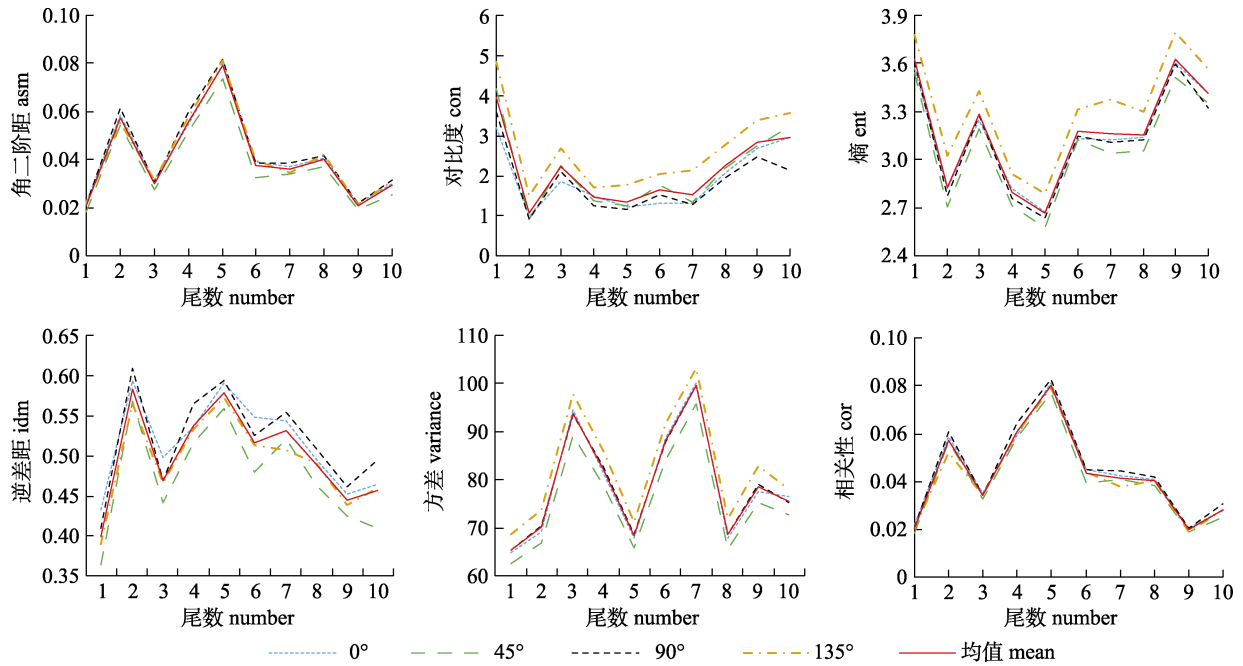 角二阶距 asm
0.10
0.08
0.06
0.04
0.02
0
1 2 3 4 5 6 7 8 9 10
尾数 number
对比度 con
6
5
4
3
2
1
0
1 2 3 4 5 6 7 8 9 10
尾数 number
熵 ent
3.9
3.6
3.3
3.0
2.7
2.4
1 2 3 4 5 6 7 8 9 10
尾数 number
逆差距 idm
0.65
0.60
0.55
0.50
0.45
0.40
0.35
1 2 3 4 5 6 7 8 9 10
尾数 number
方差 variance
110
100
90
80
70
60
1 2 3 4 5 6 7 8 9 10
尾数 number
相关性 cor
0.10
0.08
0.06
0.04
0.02
0
1 2 3 4 5 6 7 8 9 10
尾数 number
0° 45° 90° 135° 均值 mean